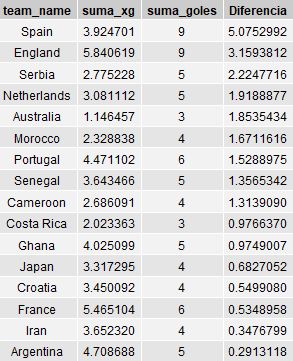 team_name suma_xg suma_goles Diferencia
Spain 3.924701 9 5.0752992
England 5.840619 9 3.1593812
Serbia 2.775228 5 2.2247716
Netherlands 3.081112 5 1.9188877
Australia 1.146457 3 1.8535434
Morocco 2.328838 4 1.6711616
Portugal 4.471102 6 1.5288975
Senegal 3.643466 5 1.3565342
Cameroon 2.686091 4 1.3139090
Costa Rica 2.023363 3 0.9766370
Ghana 4.025099 5 0.9749007
Japan 3.317295 4 0.6827052
Croatia 3.450092 4 0.5499080
France 5.465104 6 0.5348958
Iran 3.652320 4 0.3476799
Argentina 4.708688 5 0.2913118